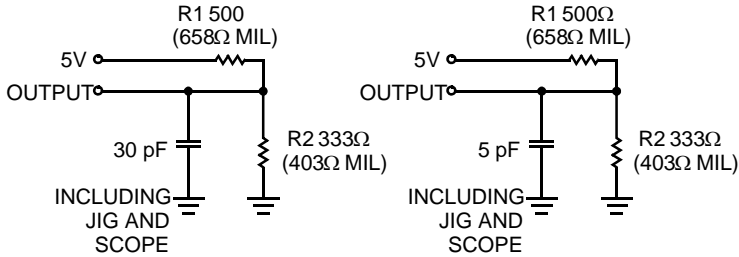 R1 500
(658Ω MIL)
5V
OUTPUT
30 pF
R2 333Ω
(403Ω MIL)
INCLUDING
JIG AND
SCOPE
R1 500Ω
(658Ω MIL)
5V
OUTPUT
5 pF
R2 333Ω
(403Ω MIL)
INCLUDING
JIG AND
SCOPE